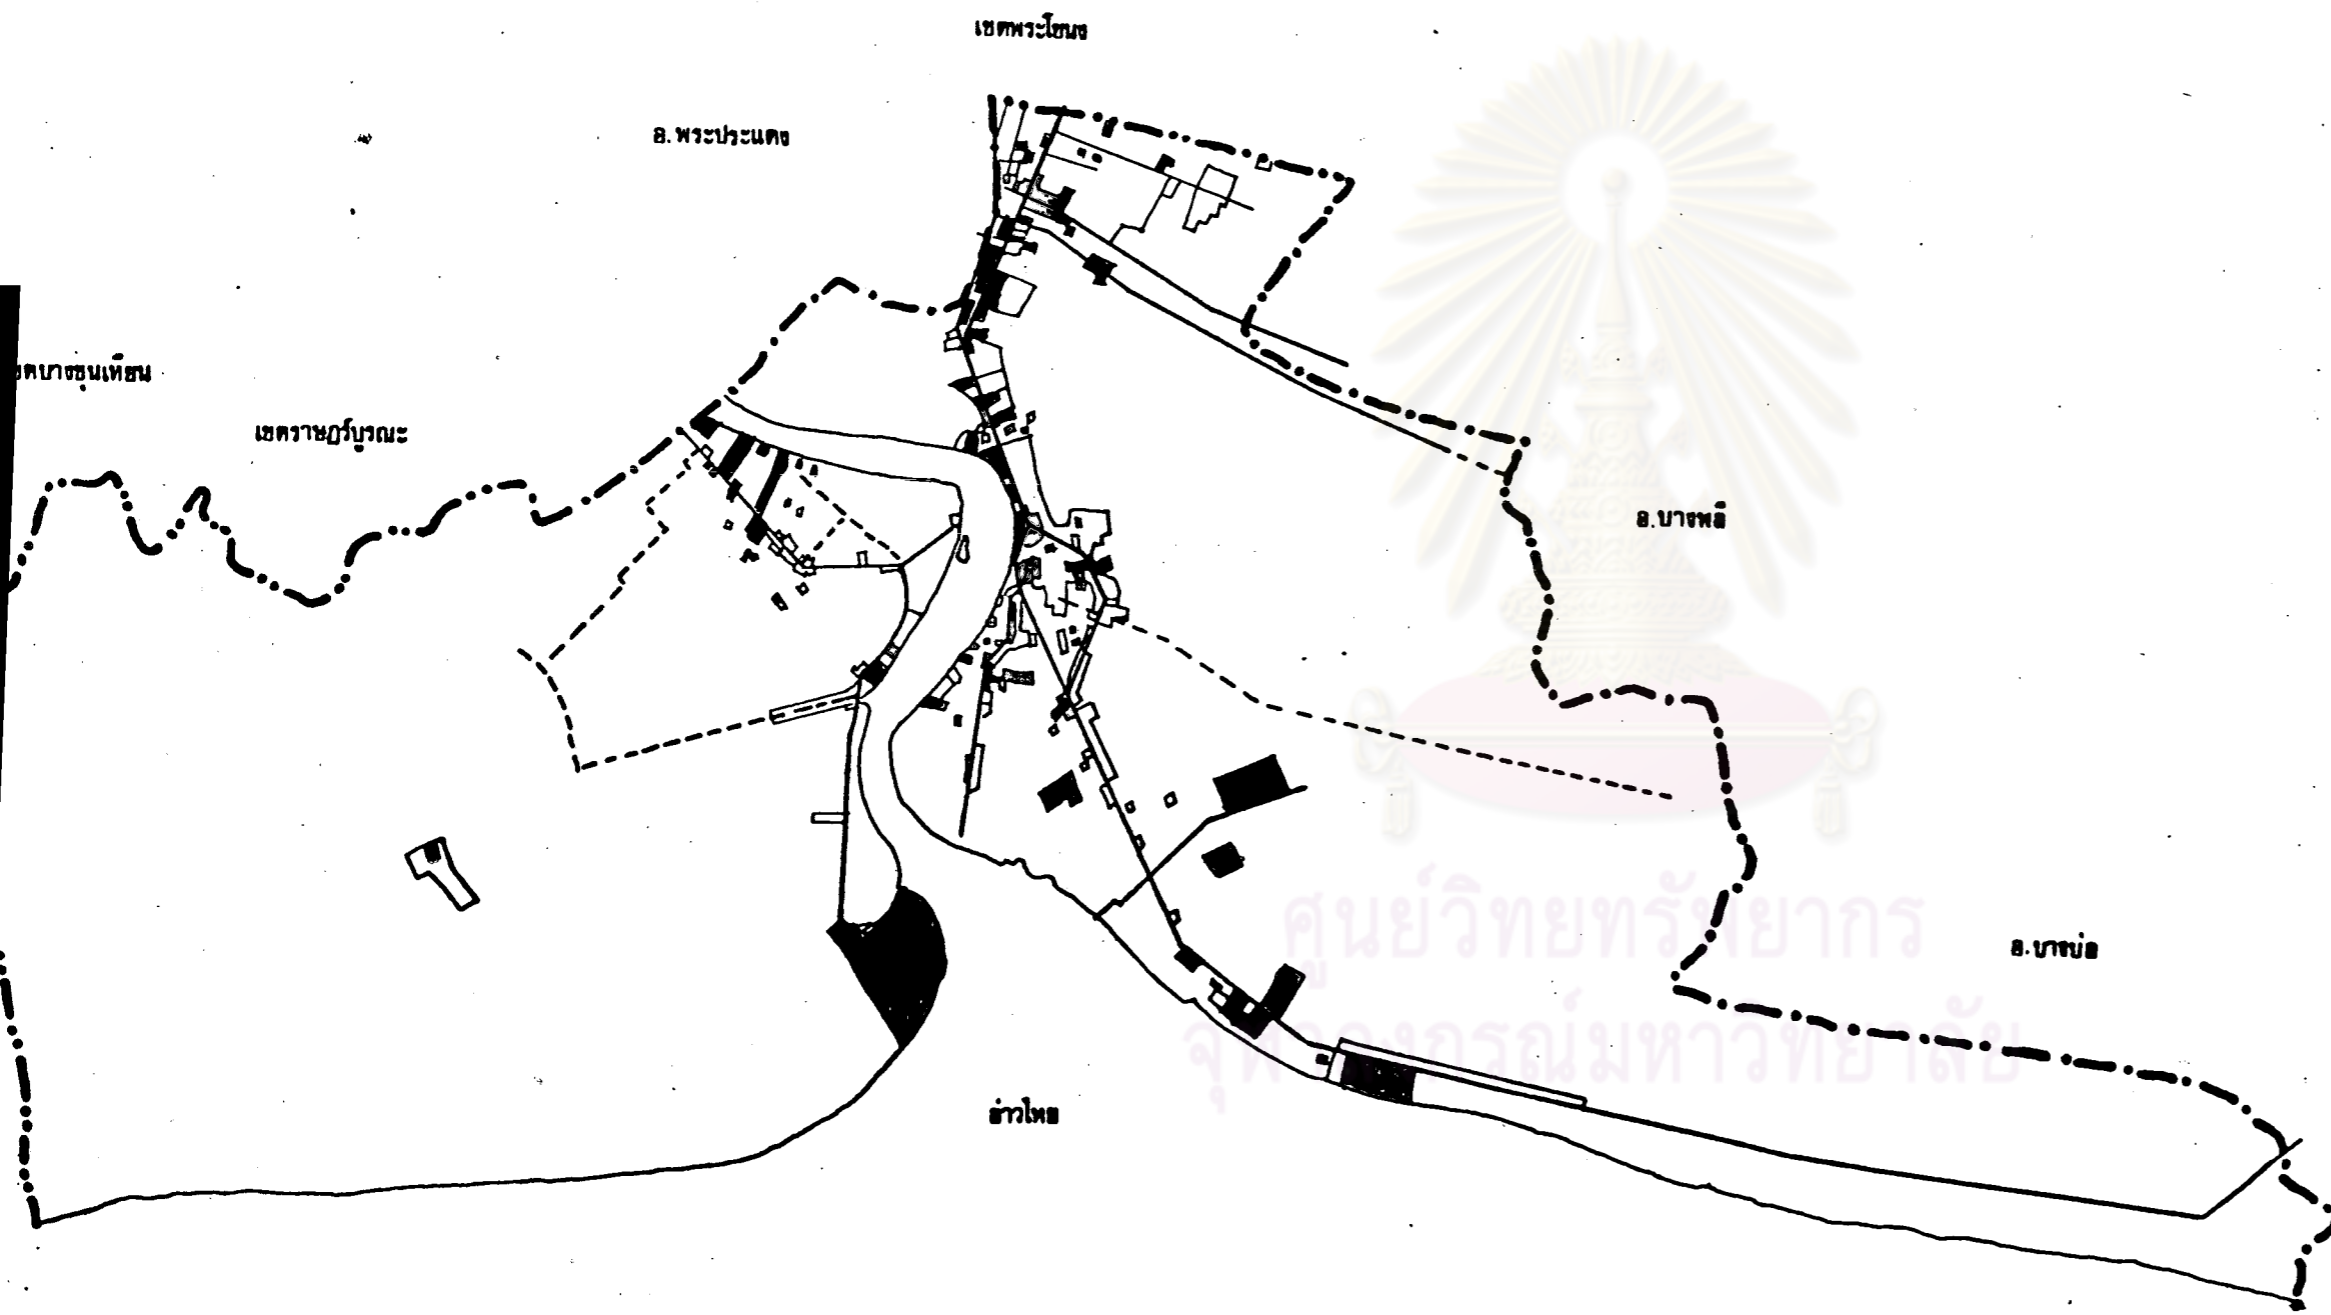 เขตพระโขนง
อ.พระประแดง
เขตบางขุนเทียน
เขตราษฎร์บูรณะ
อ.บางพลี
ศูนย์วิทยทรัพยากร
อ.บางบ่อ
จุฬาลงกรณ์มหาวิทยาลัย
อ่าวไทย